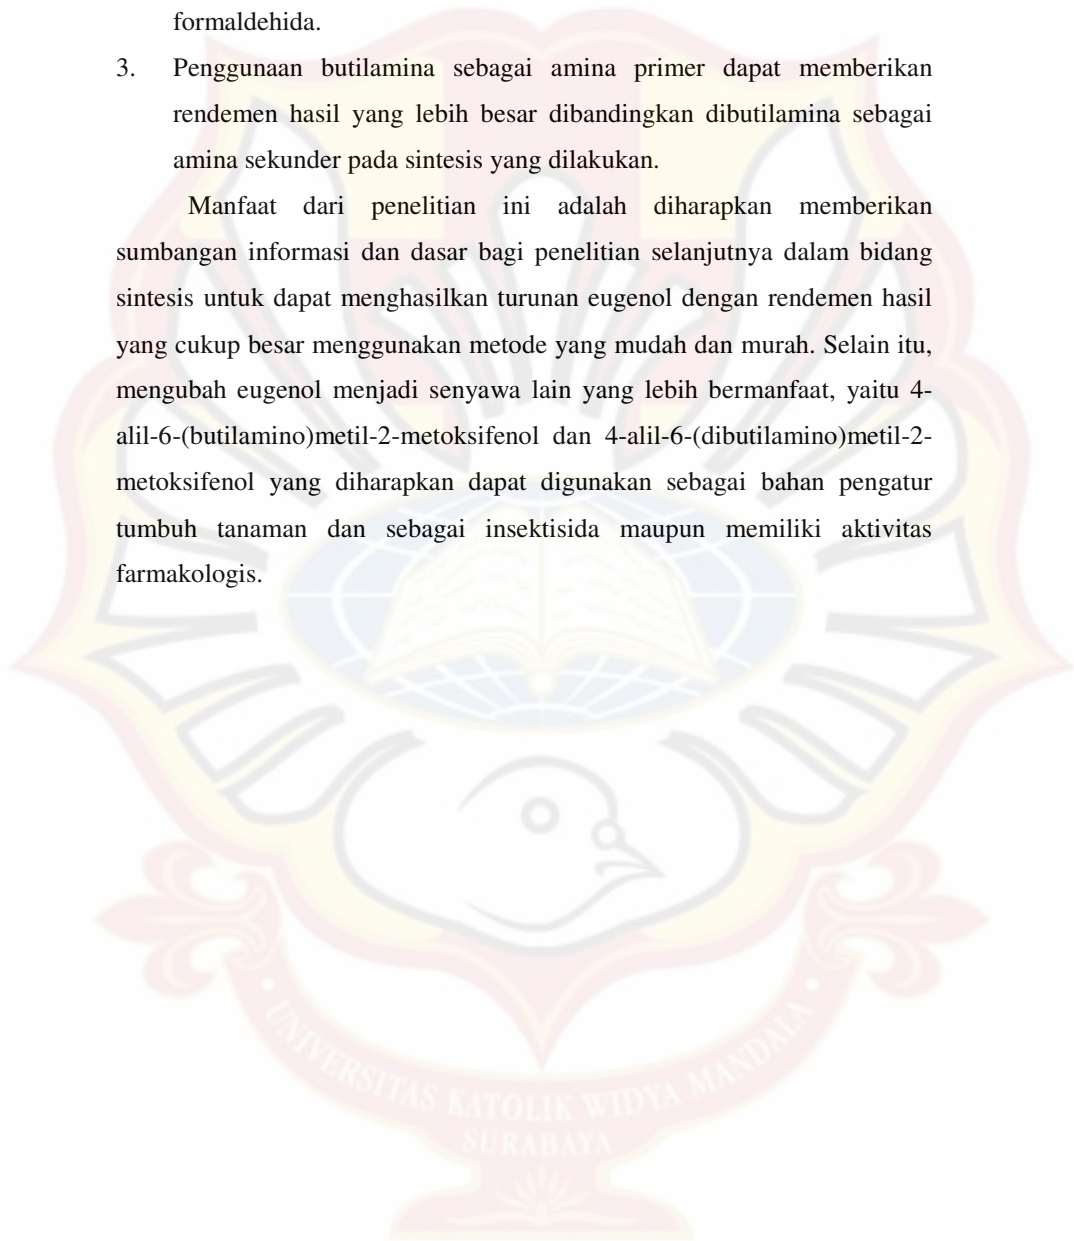 formaldehida.
3. Penggunaan butilamina sebagai amina primer dapat memberikan
rendemen hasil yang lebih besar dibandingkan dibutilamina sebagai
amina sekunder pada sintesis yang dilakukan.
Manfaat dari penelitian ini adalah diharapkan memberikan
sumbangan informasi dan dasar bagi penelitian selanjutnya dalam bidang
sintesis untuk dapat menghasilkan turunan eugenol dengan rendemen hasil
yang cukup besar menggunakan metode yang mudah dan murah. Selain itu,
mengubah eugenol menjadi senyawa lain yang lebih bermanfaat, yaitu 4-
alil-6-(butilamino)metil-2-metoksifenol dan 4-alil-6-(dibutilamino)metil-2-
metoksifenol yang diharapkan dapat digunakan sebagai bahan pengatur
tumbuh tanaman dan sebagai insektisida maupun memiliki aktivitas
farmakologis.
UNIVERSITAS KATOLIK WIDYA MANDALA
SURABAYA